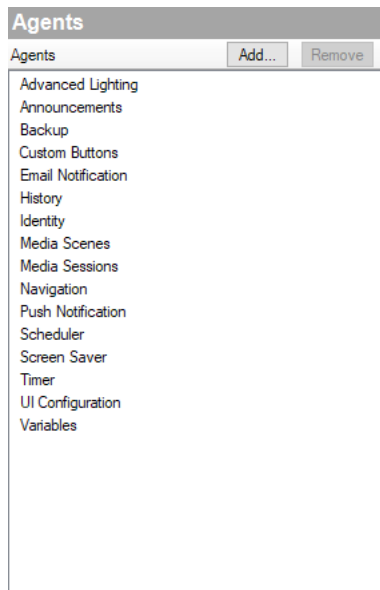 Agents
Agents Add... Remove
Advanced Lighting
Announcements
Backup
Custom Buttons
Email Notification
History
Identity
Media Scenes
Media Sessions
Navigation
Push Notification
Scheduler
Screen Saver
Timer
UI Configuration
Variables